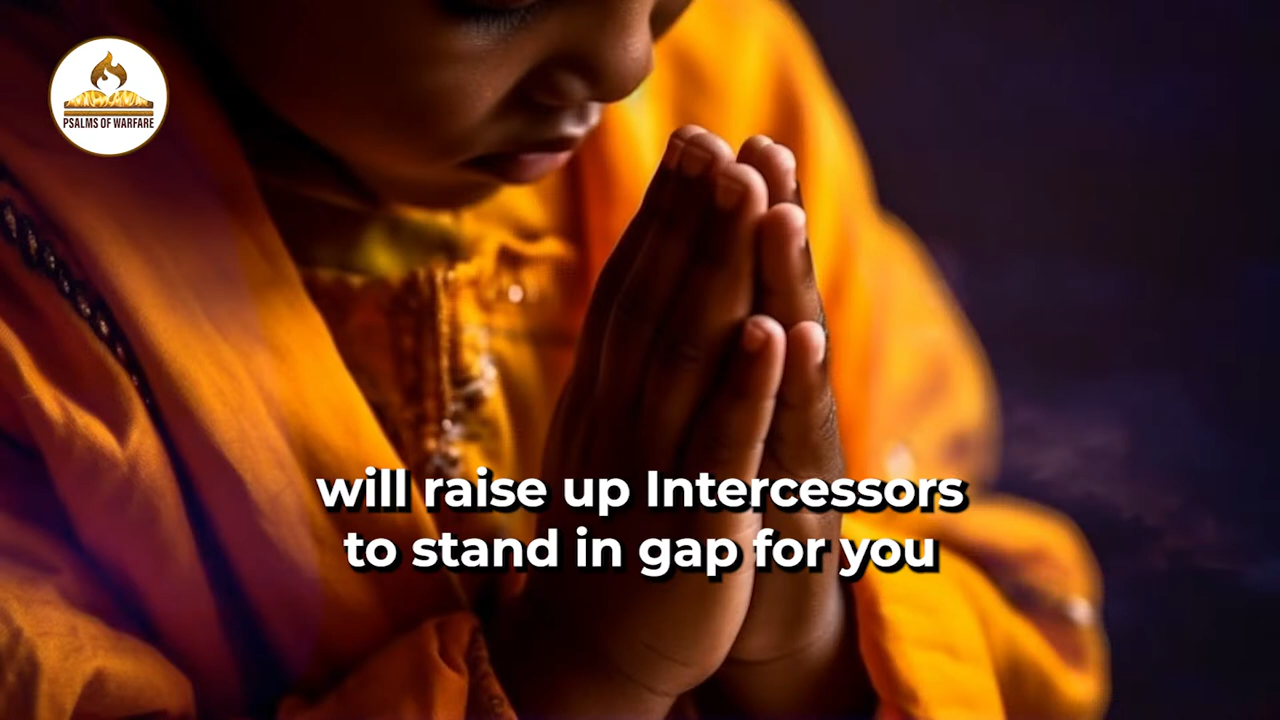 PSALMS OF WARFARE
will raise up Intercessors
to stand in gap for you